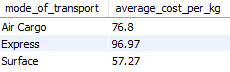 mode_of_transport average_cost_per_kg
Air Cargo 76.8
Express 96.97
Surface 57.27